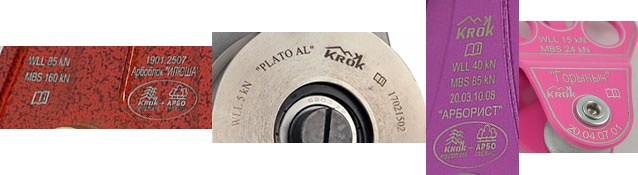 WLL 85 kN
MBS 160 kN
1901.2507
Арбоблок "ИЛЮША"
KROK + АРБО
"PLATO AL"
KROK
WLL 5 kN
17021502
KROK
WLL 40 kN
MBS 85 kN
20.03.10.08
"АРБОРИСТ"
KROK + АРБО
WLL 15 kN
MBS 24 kN
"Горыныч"
20.04.07.01